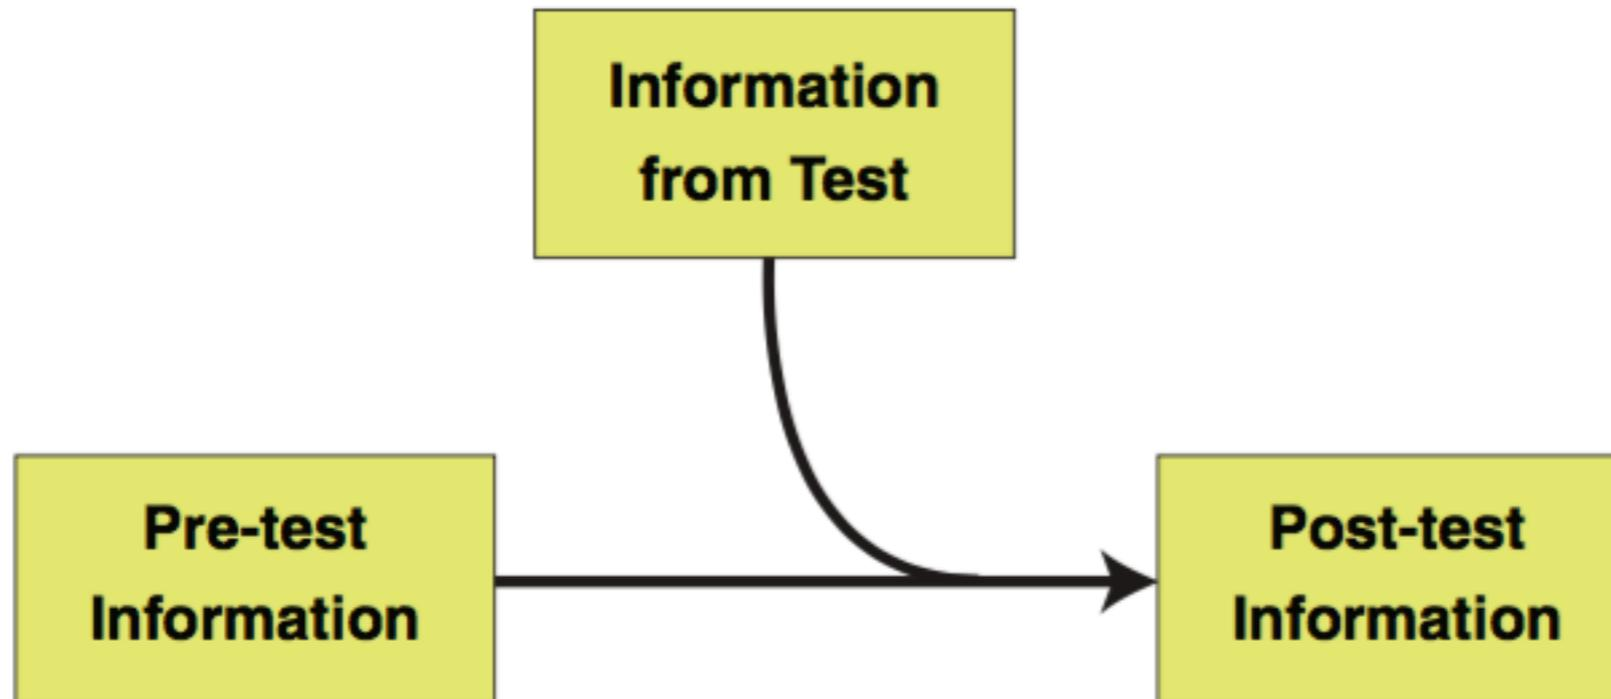 Information
from Test
Pre-test
Information
Post-test
Information